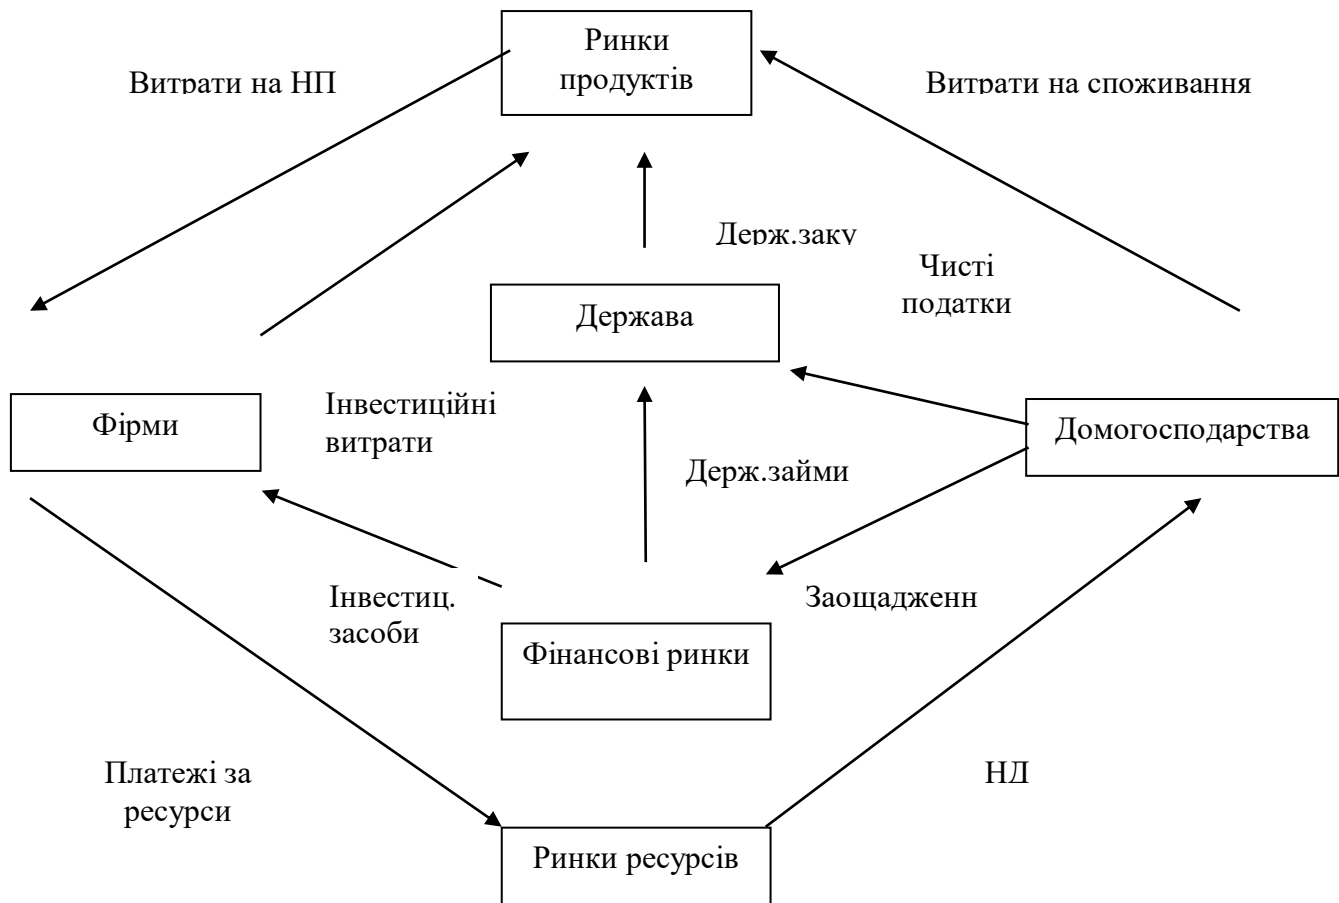 Ринки
продуктів
Витрати на НП
Витрати на споживання
Держ.заку
Чисті
податки
Держава
Фірми
Інвестиційні
витрати
Домогосподарства
Держ.займи
Інвестиц.
засоби
Заощадженн
Фінансові ринки
Платежі за
ресурси
НД
Ринки ресурсів